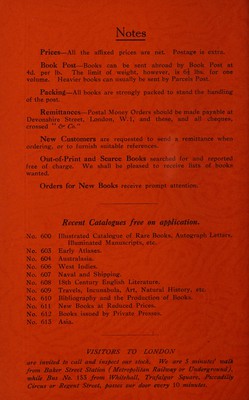 Notes
Prices—All the affixed prices are net. Postage is extra.
Book Post—Books can be sent abroad by Book Post at
4d. per lb. The limit of weight, however, is 6½ lbs. for one
volume. Heavier books can usually be sent by Parcels Post.
Packing—All books are strongly packed to stand the handling
of the post.
Remittances—Postal Money Orders should be made payable at
Devonshire Street, London, W.1, and these, and all cheques,
crossed "& Co."
New Customers are requested to send a remittance when
ordering, or to furnish suitable references.
Out-of-Print and Scarce Books searched for and reported
free of charge. We shall be pleased to receive lists of books
wanted.
Orders for New Books receive prompt attention.
Recent Catalogues free on application.
No. 600 Illustrated Catalogue of Rare Books, Autograph Letters,
Illuminated Manuscripts, etc.
No. 603 Early Atlases.
No. 604 Australasia.
No. 606 West Indies.
No. 607 Naval and Shipping.
No. 608 18th Century English Literature.
No. 609 Travels, Incunabula, Art, Natural History, etc.
No. 610 Bibliography and the Production of Books.
No. 611 New Books at Reduced Prices.
No. 612 Books issued by Private Presses.
No. 613 Asia.
VISITORS TO LONDON
are invited to call and inspect our stock. We are 5 minutes' walk
from Baker Street Station (Metropolitan Railway or Underground),
while Bus No. 153 from Whitehall, Trafalgar Square, Piccadilly
Circus or Regent Street, passes our door every 10 minutes.